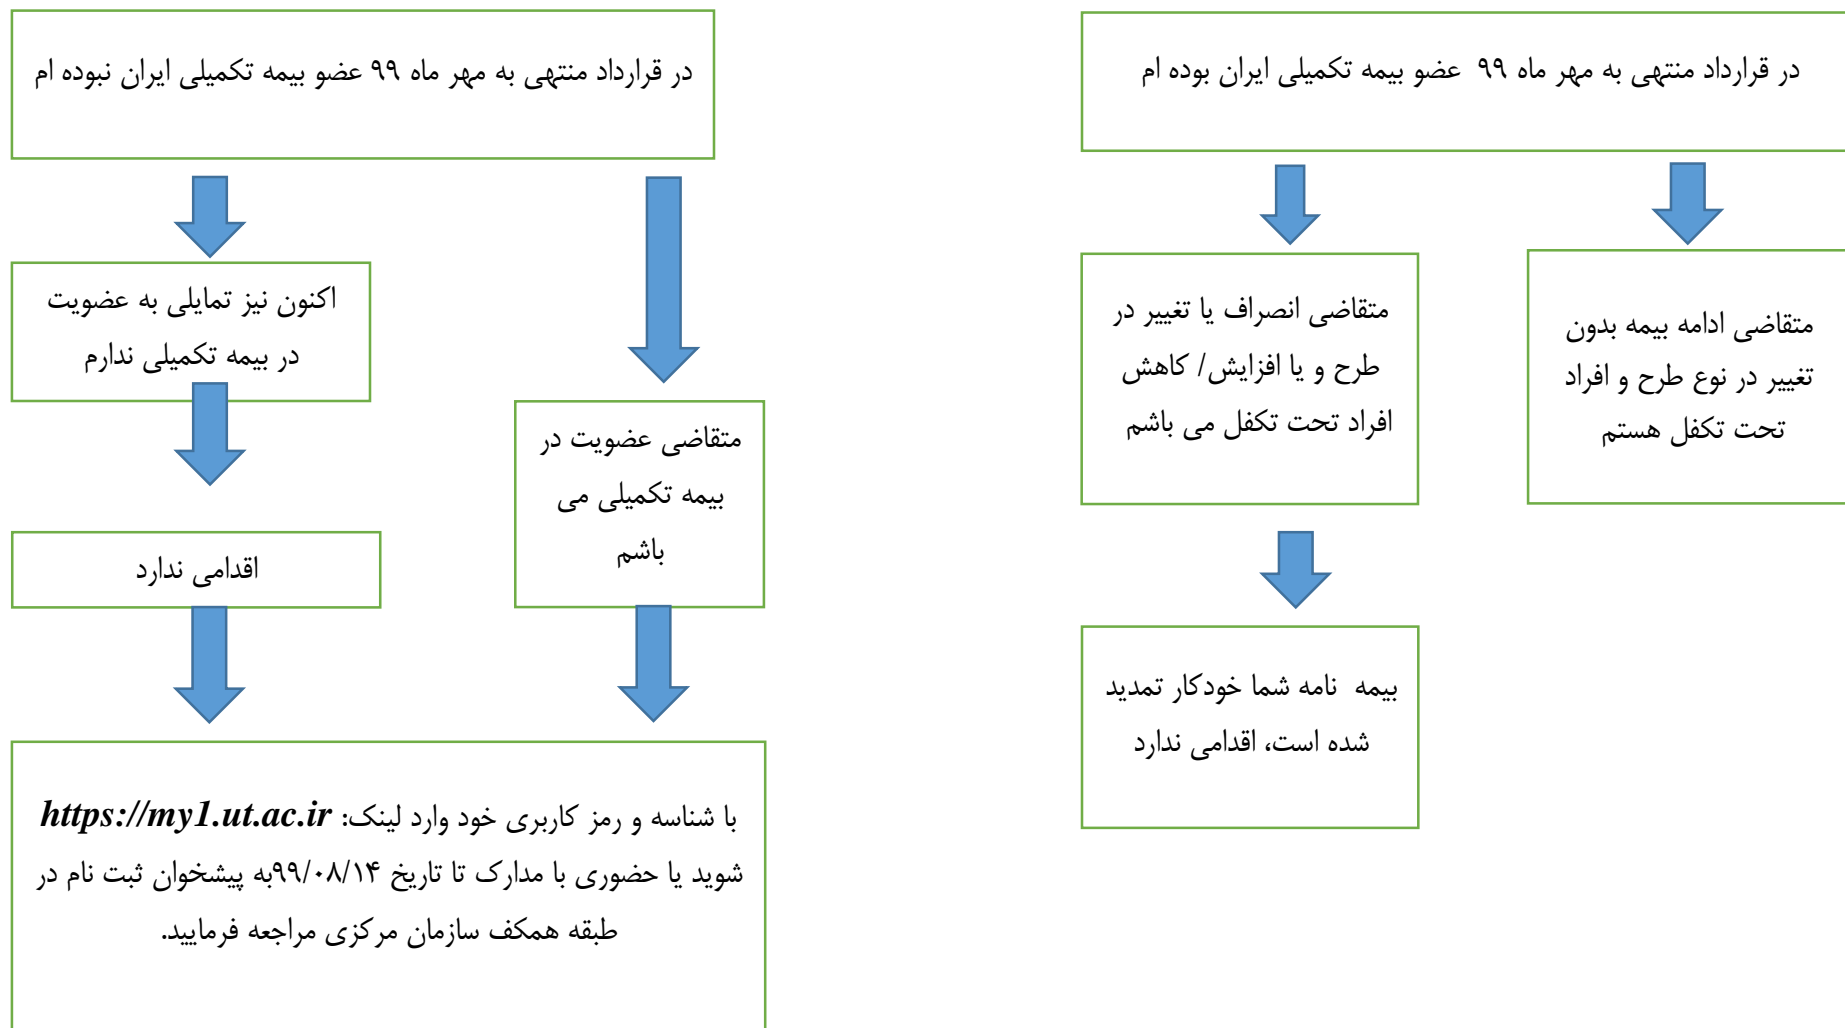 در قرارداد منتهی به مهر ماه ۹۹ عضو بیمه تکمیلی ایران بوده ام
متقاضی ادامه بیمه بدون
تغییر در نوع طرح و افراد
تحت تکفل هستم
متقاضی انصراف یا تغییر در
طرح و یا افزایش/ کاهش
افراد تحت تکفل می باشم
بیمه نامه شما خودکار تمدید
شده است، اقدامی ندارد
در قرارداد منتهی به مهر ماه ۹۹ عضو بیمه تکمیلی ایران نبوده ام
متقاضی عضویت در
بیمه تکمیلی می
باشم
اکنون نیز تمایلی به عضویت
در بیمه تکمیلی ندارم
اقدامی ندارد
با شناسه و رمز کاربری خود وارد لینک: https://my1.ut.ac.ir
شوید یا حضوری با مدارک تا تاریخ ۹۹/۰۸/۱۴به پیشخوان ثبت نام در
طبقه همکف سازمان مرکزی مراجعه فرمایید.